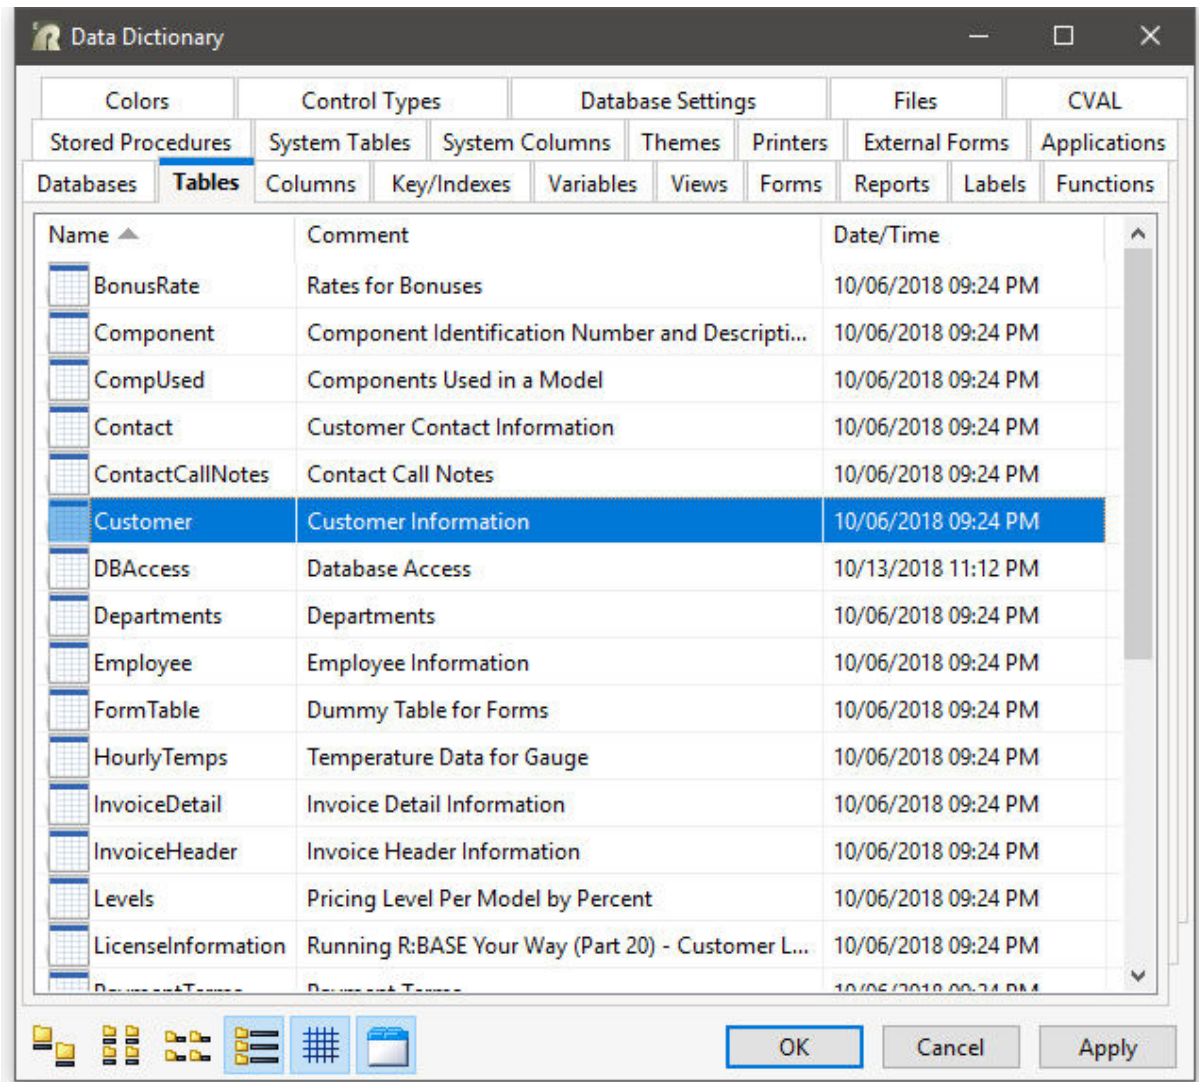 Data Dictionary
Colors Control Types Database Settings Files CVAL
Stored Procedures System Tables System Columns Themes Printers External Forms Applications
Databases Tables Columns Key/Indexes Variables Views Forms Reports Labels Functions
Name Comment Date/Time
BonusRate Rates for Bonuses 10/06/2018 09:24 PM
Component Component Identification Number and Descripti... 10/06/2018 09:24 PM
CompUsed Components Used in a Model 10/06/2018 09:24 PM
Contact Customer Contact Information 10/06/2018 09:24 PM
ContactCallNotes Contact Call Notes 10/06/2018 09:24 PM
Customer Customer Information 10/06/2018 09:24 PM
DBAccess Database Access 10/13/2018 11:12 PM
Departments Departments 10/06/2018 09:24 PM
Employee Employee Information 10/06/2018 09:24 PM
FormTable Dummy Table for Forms 10/06/2018 09:24 PM
HourlyTemps Temperature Data for Gauge 10/06/2018 09:24 PM
InvoiceDetail Invoice Detail Information 10/06/2018 09:24 PM
InvoiceHeader Invoice Header Information 10/06/2018 09:24 PM
Levels Pricing Level Per Model by Percent 10/06/2018 09:24 PM
LicenseInformation Running R:BASE Your Way (Part 20) - Customer L... 10/06/2018 09:24 PM
PaymentTerms Payment Terms 10/06/2018 09:24 PM
OK Cancel Apply